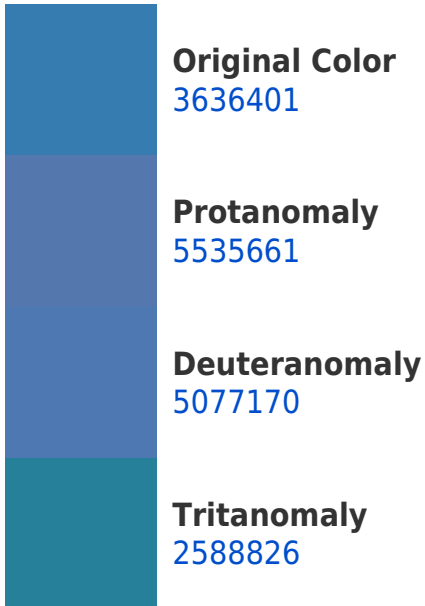 Original Color
3636401
Protanomaly
5535661
Deuteranomaly
5077170
Tritanomaly
2588826